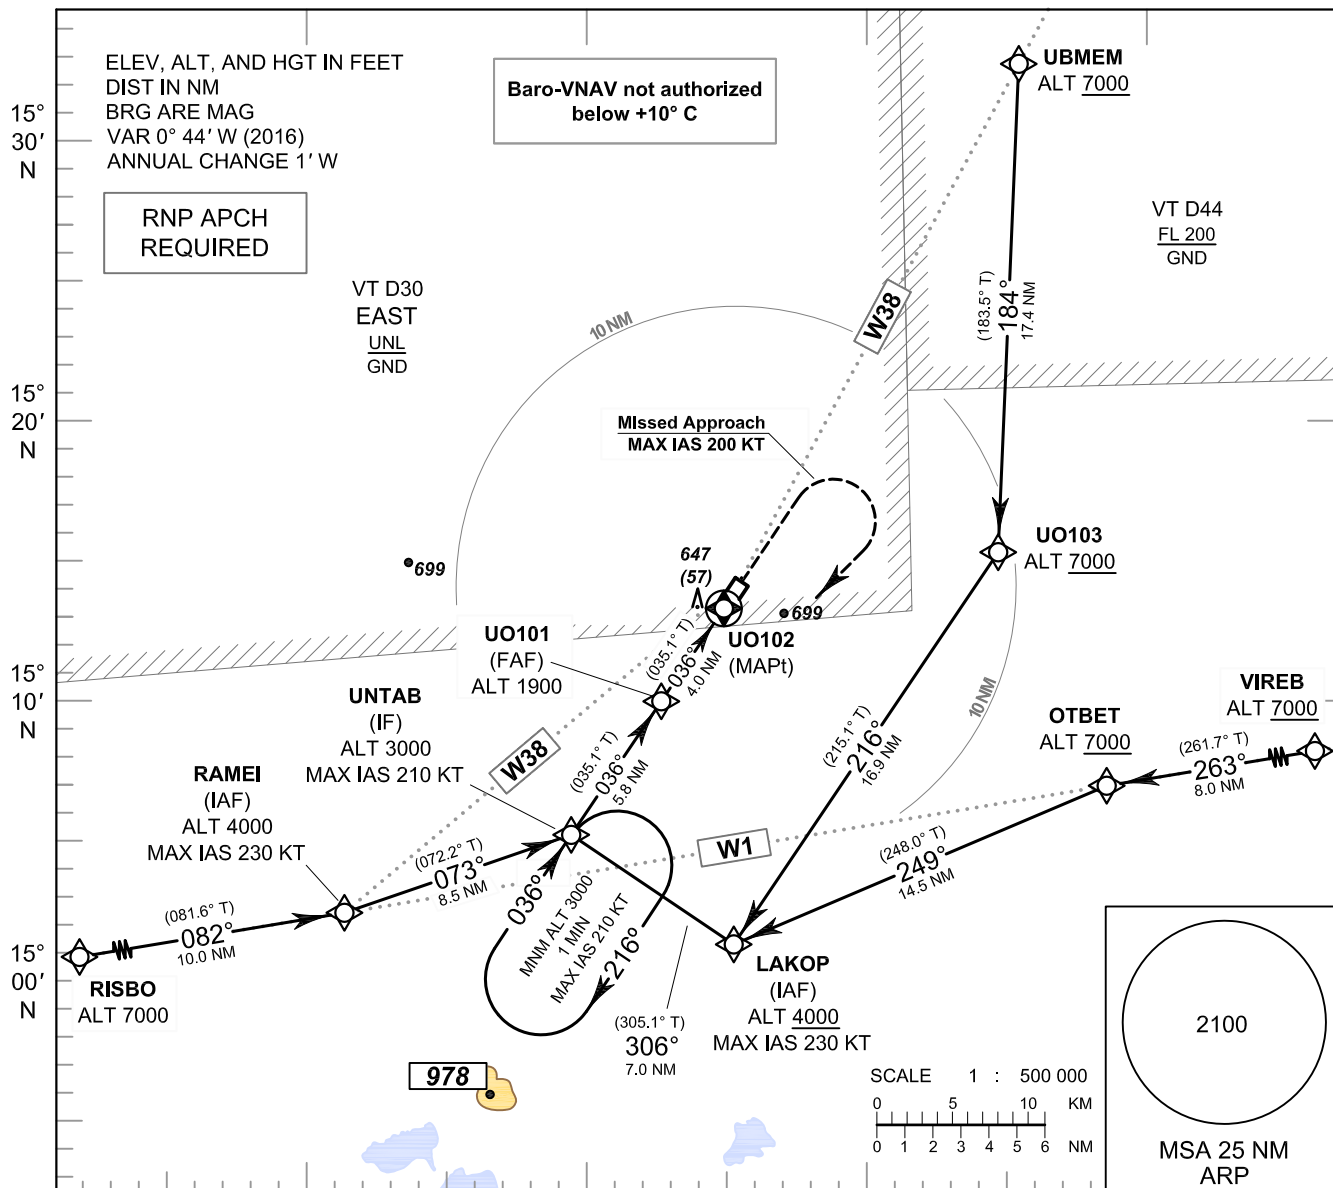 ELEV, ALT, AND HGT IN FEET
DIST IN NM
BRG ARE MAG
VAR 0° 44′ W (2016)
ANNUAL CHANGE 1′ W
RNP APCH
REQUIRED
Baro-VNAV not authorized
below +10° C
UBMEM
ALT 7000
VT D44
FL 200
GND
VT D30
EAST
UNL
GND
15°
30′
N
15°
20′
N
15°
10′
N
15°
00′
N
10 NM
W38
(183.5° T)
184°
17.4 NM
MIssed Approach
MAX IAS 200 KT
699
647
(57)
699
UO103
ALT 7000
UO101
(FAF)
ALT 1900
(035.1° T)
036°
4.0 NM
UO102
(MAPt)
UNTAB
(IF)
ALT 3000
MAX IAS 210 KT
W38
(035.1° T)
036°
5.8 NM
(215.1° T)
216°
16.9 NM
10 NM
VIREB
ALT 7000
OTBET
ALT 7000
(261.7° T)
263°
8.0 NM
RAMEI
(IAF)
ALT 4000
MAX IAS 230 KT
(072.2° T)
073°
8.5 NM
W1
(248.0° T)
249°
14.5 NM
(081.6° T)
082°
10.0 NM
RISBO
ALT 7000
036°
MNM ALT 3000
1 MIN
MAX IAS 210 KT
216°
(305.1° T)
306°
7.0 NM
LAKOP
(IAF)
ALT 4000
MAX IAS 230 KT
978
SCALE 1 : 500 000
0 5 10 KM
0 1 2 3 4 5 6 NM
2100
MSA 25 NM
ARP